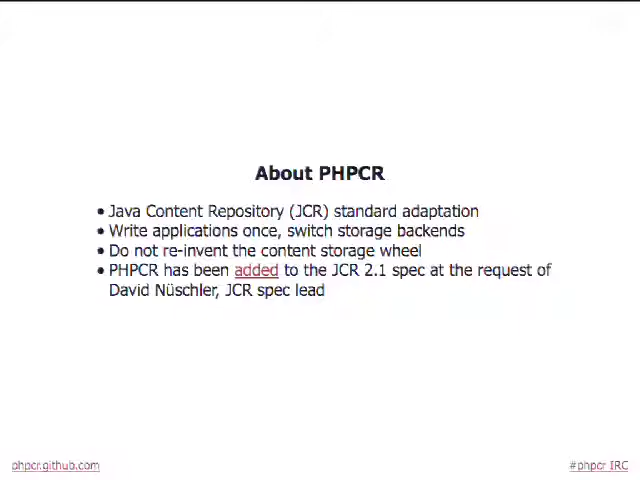 About PHPCR
• Java Content Repository (JCR) standard adaptation
• Write applications once, switch storage backends
• Do not re-invent the content storage wheel
• PHPCR has been added to the JCR 2.1 spec at the request of
David Nüschler, JCR spec lead
phpcr.github.com
#phpcr IRC